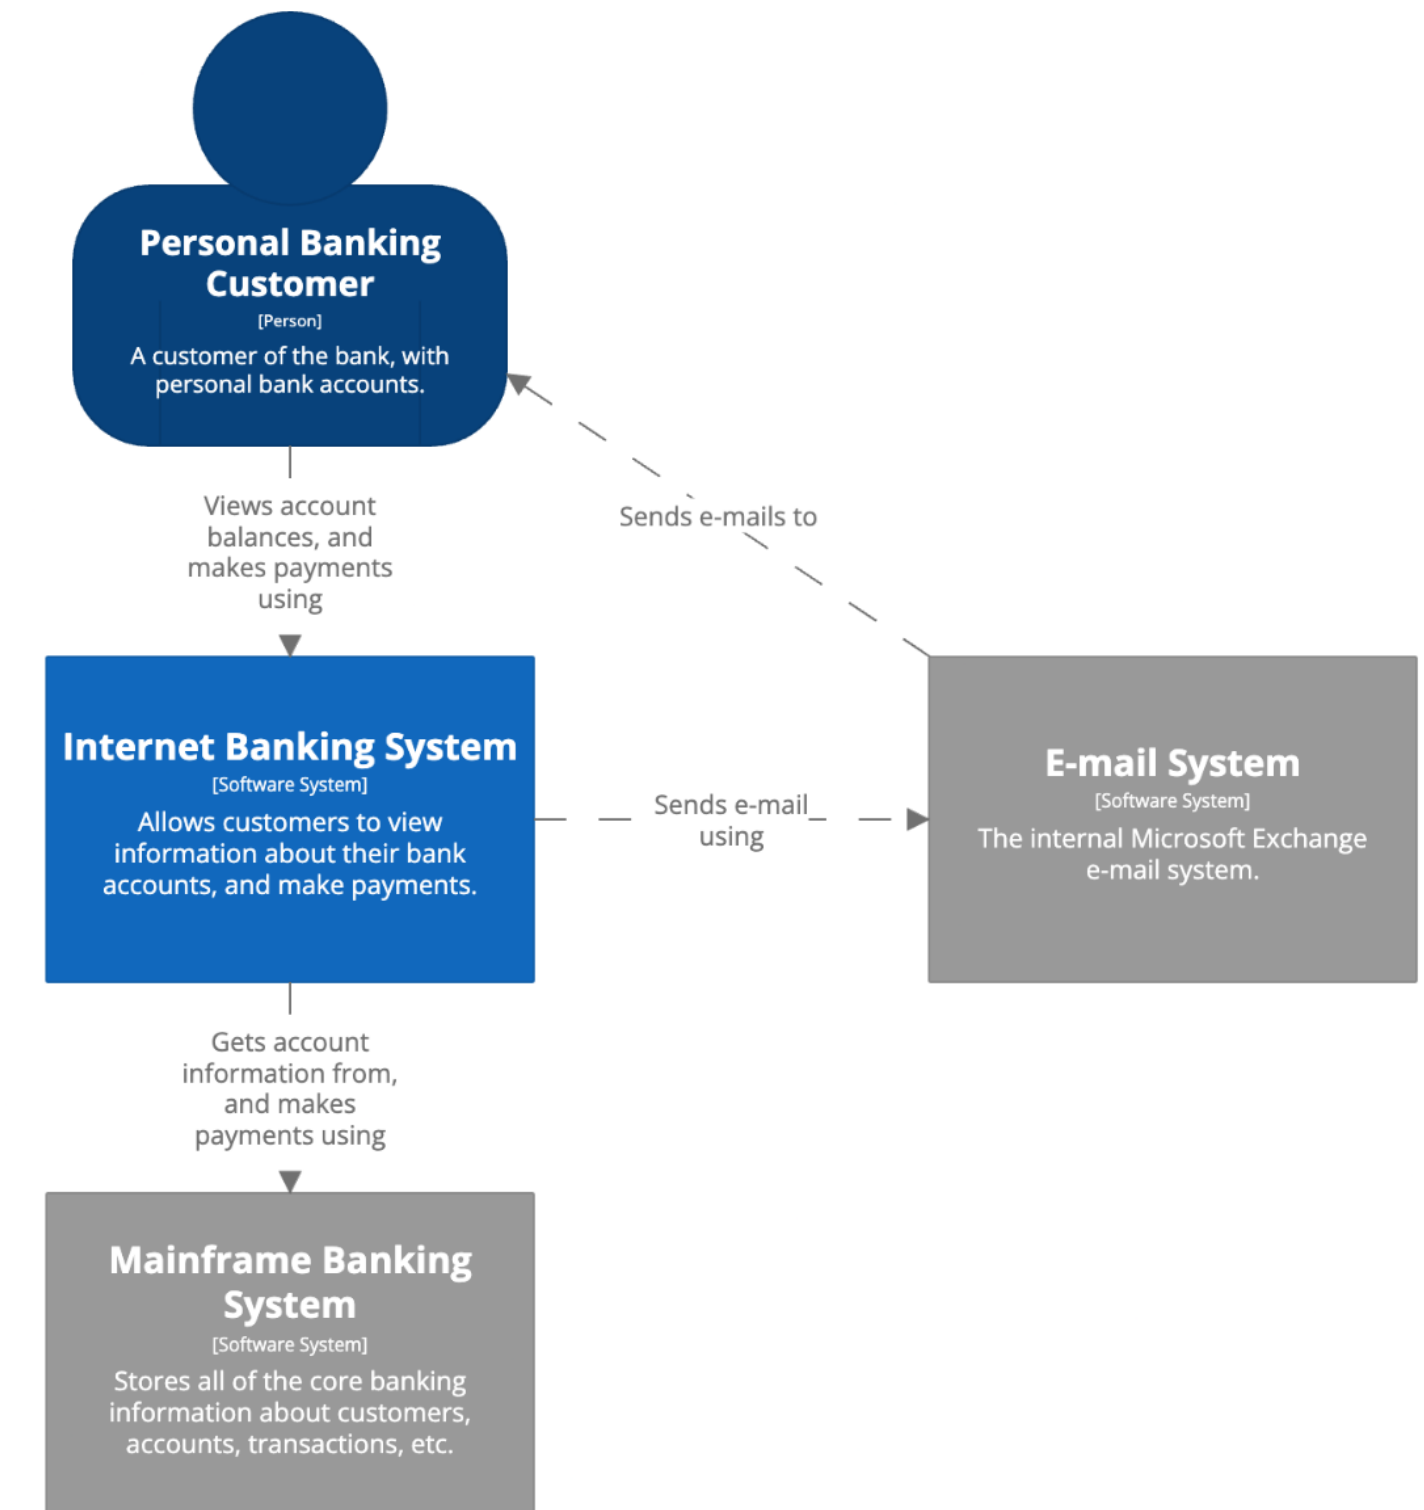 Personal Banking
Customer
[Person]
A customer of the bank, with
personal bank accounts.
Views account
balances, and
makes payments
using
Sends e-mails to
Internet Banking System
[Software System]
Allows customers to view
information about their bank
accounts, and make payments.
Sends e-mail
using
E-mail System
[Software System]
The internal Microsoft Exchange
e-mail system.
Gets account
information from,
and makes
payments using
Mainframe Banking
System
[Software System]
Stores all of the core banking
information about customers,
accounts, transactions, etc.